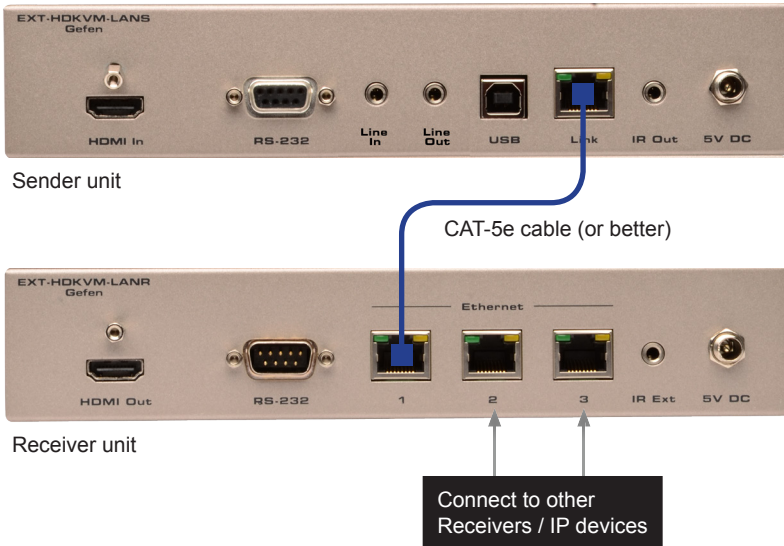 EXT-HDKVM-LANS
Gefen
HDMI In
RS-232
Line
In
Line
Out
USB
Link
IR Out
5V DC
Sender unit
CAT-5e cable (or better)
EXT-HDKVM-LANR
Gefen
Ethernet
HDMI Out
RS-232
1
2
3
IR Ext
5V DC
Receiver unit
Connect to other
Receivers / IP devices